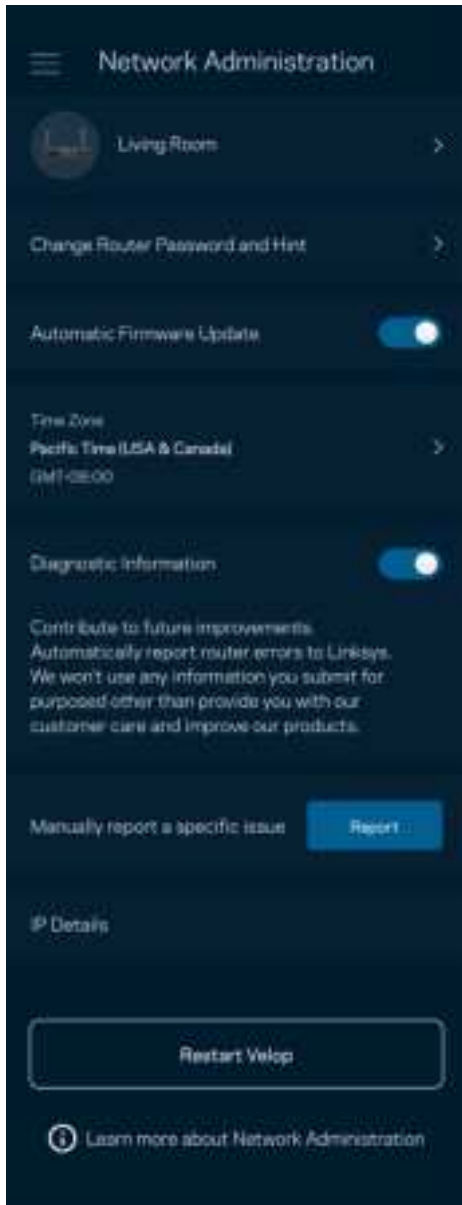 Network Administration
Living Room
Change Router Password and Hint
Automatic Firmware Update
Time Zone
Pacific Time (USA & Canada)
GMT-08:00
Diagnostic Information
Contribute to future improvements.
Automatically report router errors to Linksys.
We won't use any information you submit for
purposed other than provide you with our
customer care and improve our products.
Manually report a specific issue
Report
IP Details
Restart Velop
Learn more about Network Administration